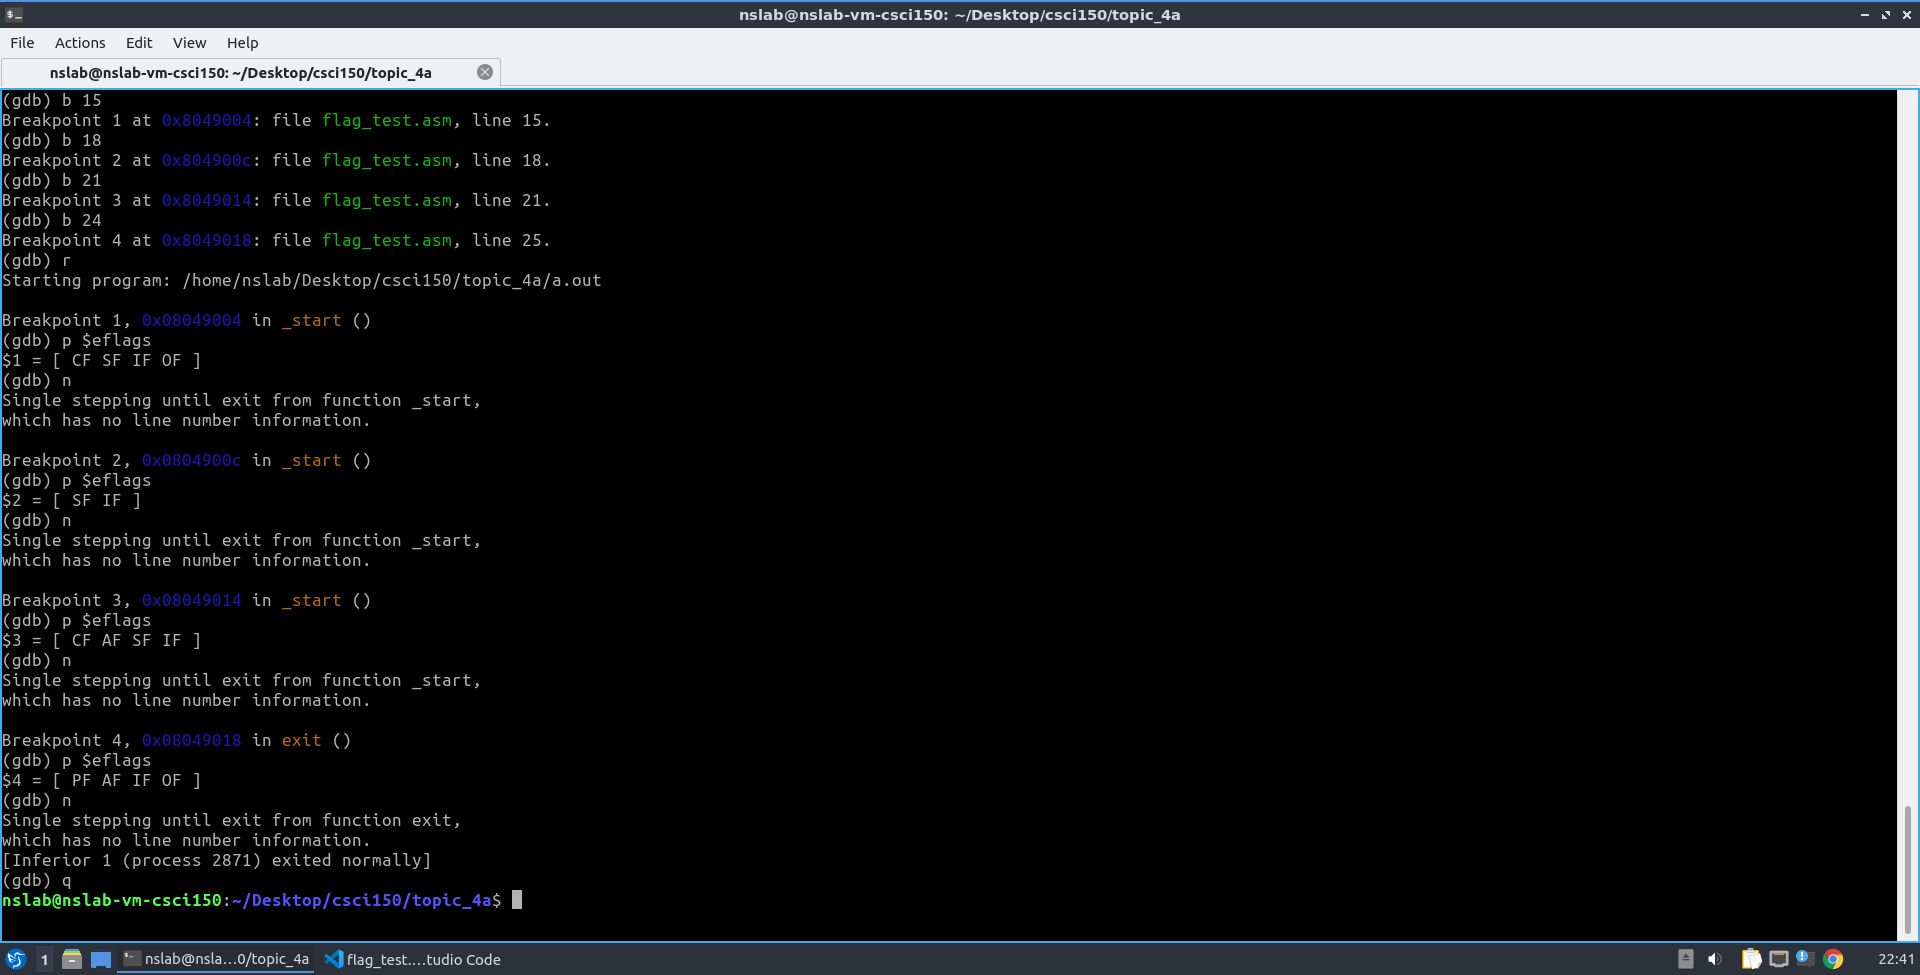 nslab@nslab-vm-csci150: ~/Desktop/csci150/topic_4a
File Actions Edit View Help
nslab@nslab-vm-csci150: ~/Desktop/csci150/topic_4a
(gdb) b 15
Breakpoint 1 at 0x8049004: file flag_test.asm, line 15.
(gdb) b 18
Breakpoint 2 at 0x804900c: file flag_test.asm, line 18.
(gdb) b 21
Breakpoint 3 at 0x8049014: file flag_test.asm, line 21.
(gdb) b 24
Breakpoint 4 at 0x8049018: file flag_test.asm, line 25.
(gdb) r
Starting program: /home/nslab/Desktop/csci150/topic_4a/a.out
Breakpoint 1, 0x08049004 in _start ()
(gdb) p $eflags
$1 = [ CF SF IF OF ]
(gdb) n
Single stepping until exit from function _start,
which has no line number information.
Breakpoint 2, 0x0804900c in _start ()
(gdb) p $eflags
$2 = [ SF IF ]
(gdb) n
Single stepping until exit from function _start,
which has no line number information.
Breakpoint 3, 0x08049014 in _start ()
(gdb) p $eflags
$3 = [ CF AF SF IF ]
(gdb) n
Single stepping until exit from function _start,
which has no line number information.
Breakpoint 4, 0x08049018 in exit ()
(gdb) p $eflags
$4 = [ PF AF IF OF ]
(gdb) n
Single stepping until exit from function exit,
which has no line number information.
[Inferior 1 (process 2871) exited normally]
(gdb) q
nslab@nslab-vm-csci150:~/Desktop/csci150/topic_4a$
1 nslab@nsla...0/topic_4a flag_test....tudio Code 22:41